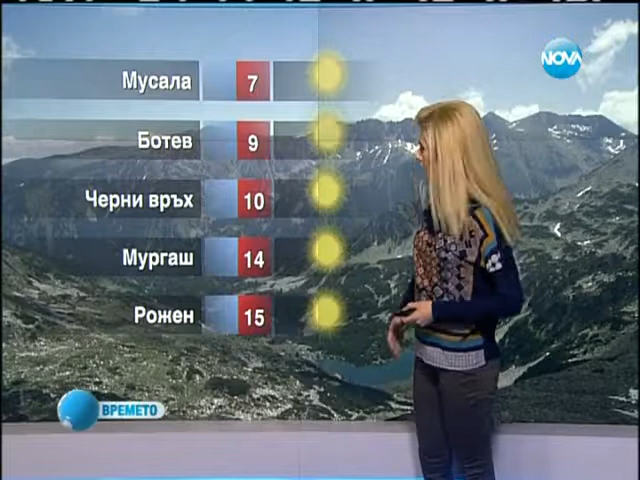 NOVA
Мусала 7
Ботев 9
Черни връх 10
Мургаш 14
Рожен 15
ВРЕМЕТО